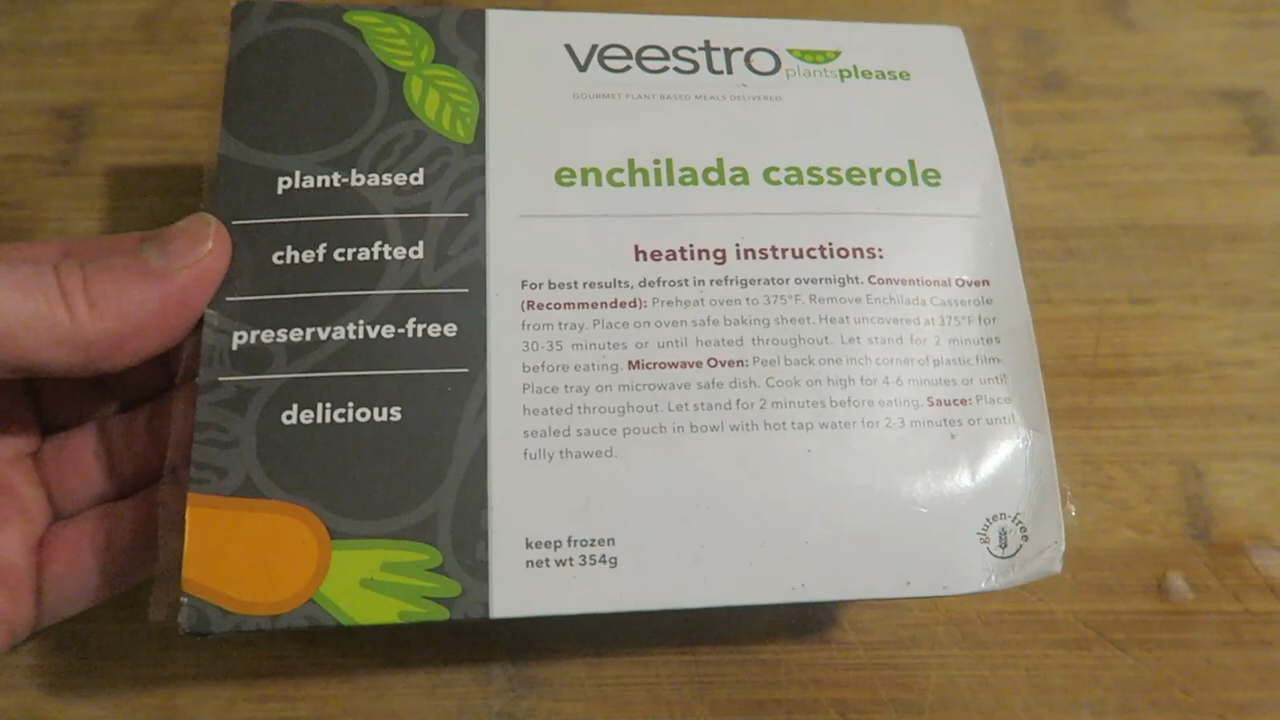 veestro
plantsplease
GOURMET PLANT-BASED MEALS DELIVERED
plant-based
chef crafted
preservative-free
delicious
enchilada casserole
heating instructions:
For best results, defrost in refrigerator overnight. Conventional Oven
(Recommended): Preheat oven to 375°F. Remove Enchilada Casserole
from tray. Place on oven safe baking sheet. Heat uncovered at 375°F for
30-35 minutes or until heated throughout. Let stand for 2 minutes
before eating. Microwave Oven: Peel back one inch corner of plastic film.
Place tray on microwave safe dish. Cook on high for 4-6 minutes or until
heated throughout. Let stand for 2 minutes before eating. Sauce: Place
sealed sauce pouch in bowl with hot tap water for 2-3 minutes or until
fully thawed.
keep frozen
net wt 354g
gluten-free